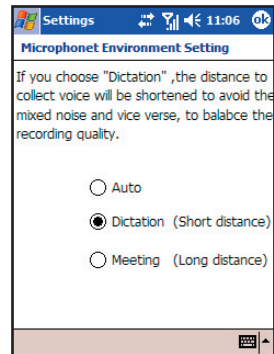 Settings 11:06 ok
Microphonet Environment Setting
If you choose "Dictation" ,the distance to
collect voice will be shortened to avoid the
mixed noise and vice verse, to balabce the
recording quality.
Auto
Dictation (Short distance)
Meeting (Long distance)